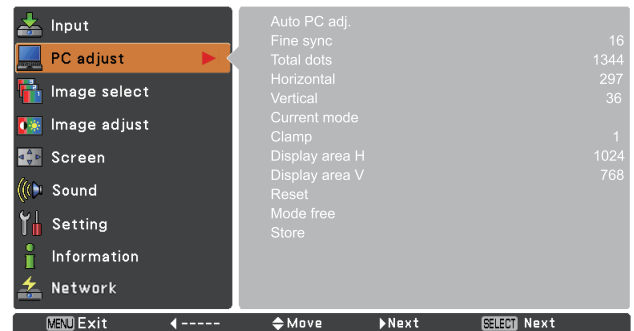 Input
PC adjust
Image select
Image adjust
Screen
Sound
Setting
Information
Network
Auto PC adj.
Fine sync 16
Total dots 1344
Horizontal 297
Vertical 36
Current mode
Clamp 1
Display area H 1024
Display area V 768
Reset
Mode free
Store
MENU Exit ----- Move Next SELECT Next